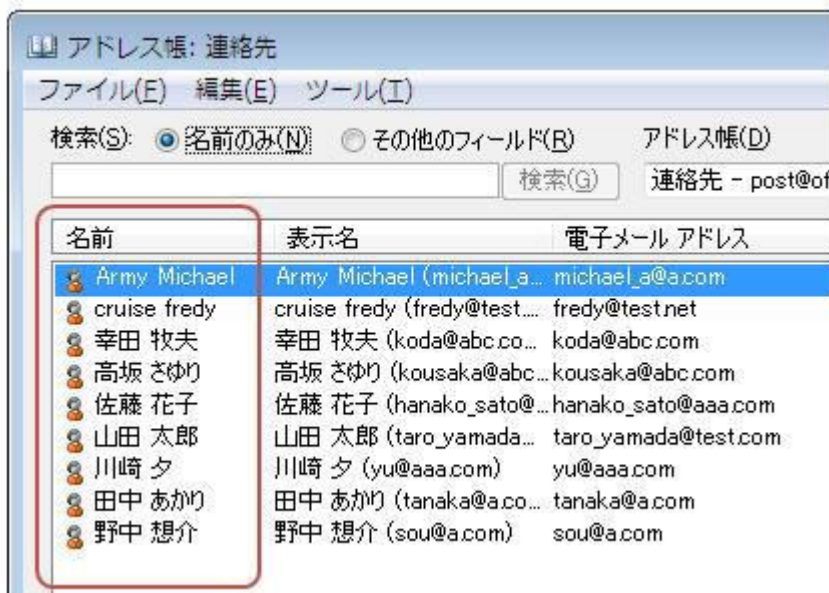 アドレス帳: 連絡先
ファイル(F) 編集(E) ツール(T)
検索(S): 名前のみ(N) その他のフィールド(R) アドレス帳(D)
検索(G) 連絡先 - post@of
名前 表示名 電子メール アドレス
Army Michael Army Michael (michael_a... michael_a@a.com
cruise fredy cruise fredy (fredy@test.... fredy@test.net
幸田 牧夫 幸田 牧夫 (koda@abc.co... koda@abc.com
高坂 さゆり 高坂 さゆり (kousaka@abc... kousaka@abc.com
佐藤 花子 佐藤 花子 (hanako_sato@... hanako_sato@aaa.com
山田 太郎 山田 太郎 (taro_yamada... taro_yamada@test.com
川崎 夕 川崎 夕 (yu@aaa.com) yu@aaa.com
田中 あかり 田中 あかり (tanaka@a.co... tanaka@a.com
野中 想介 野中 想介 (sou@a.com) sou@a.com